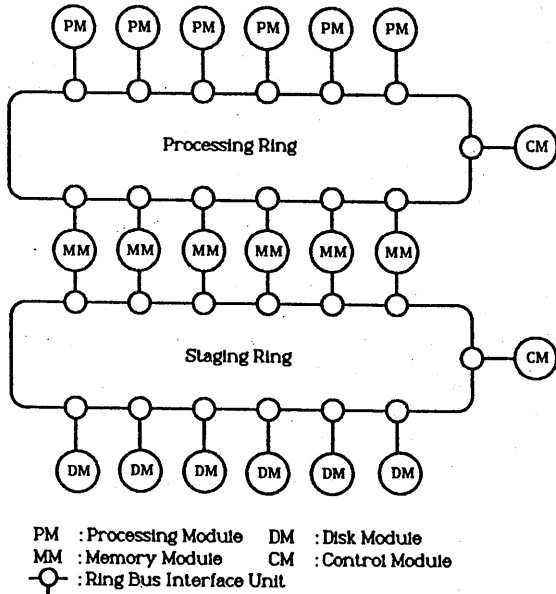 PM PM PM PM PM PM
Processing Ring
CM
MM MM MM MM MM MM
Staging Ring
CM
DM DM DM DM DM DM
PM : Processing Module DM : Disk Module
MM : Memory Module CM : Control Module
: Ring Bus Interface Unit